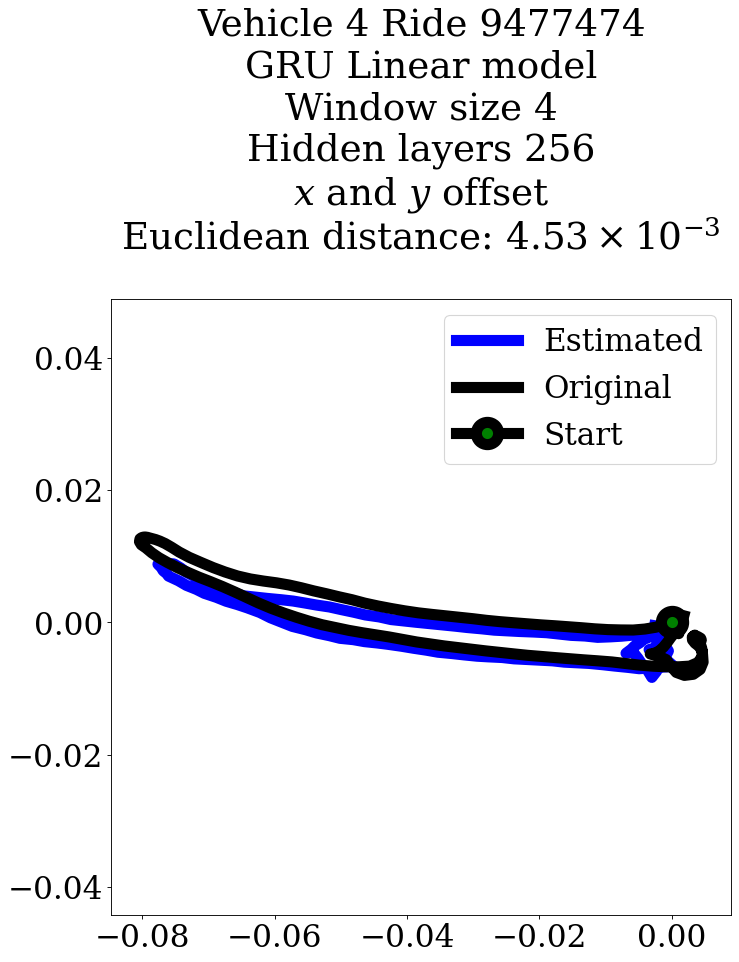 Vehicle 4 Ride 9477474
GRU Linear model
Window size 4
Hidden layers 256
x and y offset
Euclidean distance: 4.53 × 10⁻³
Estimated
Original
Start
0.04
0.02
0.00
−0.02
−0.04
−0.08 −0.06 −0.04 −0.02 0.00